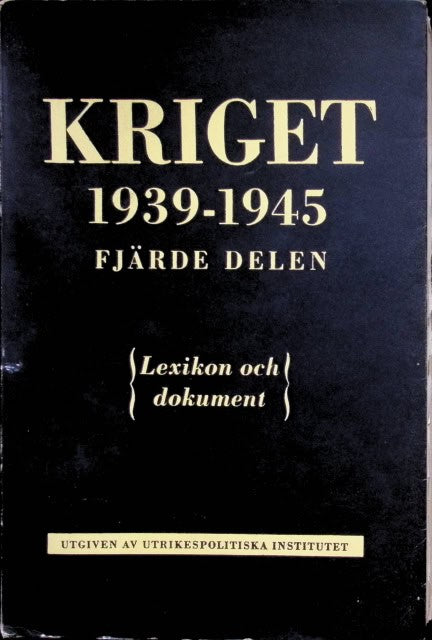 KRIGET
1939-1945
FJÄRDE DELEN
Lexikon och
dokument
UTGIVEN AV UTRIKESPOLITISKA INSTITUTET